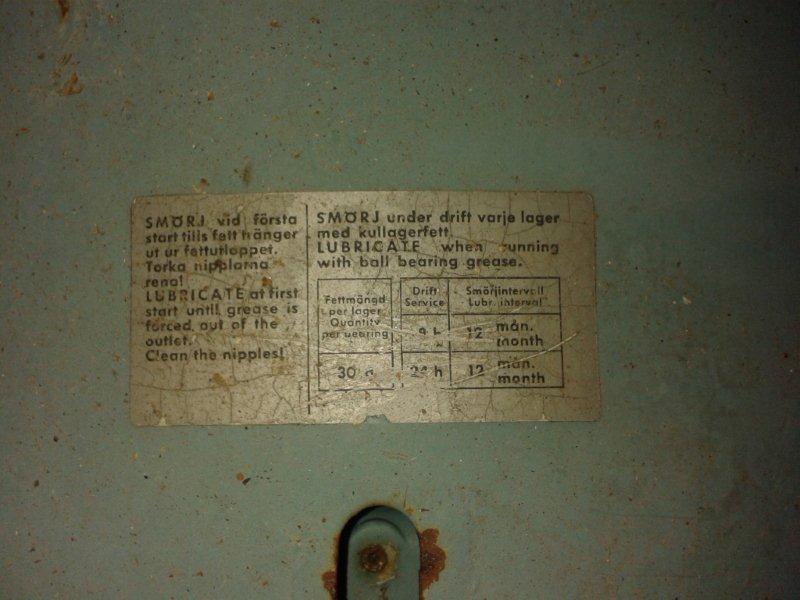 SMÖRJ vid första
start tills fett hänger
ut ur fettutloppet.
Torka nipplarna
rena!
LUBRICATE at first
start until grease is
forced out of the
outlet.
Clean the nipples!
SMÖRJ under drift varje lager
med kullagerfett.
LUBRICATE when running
with ball bearing grease.
Fettmängd
per lager
Quantity
per bearing
Drift
Service
Smörjintervall
Lubr. interval
8 h
12 mån.
month
30 g
24 h
12 mån.
month